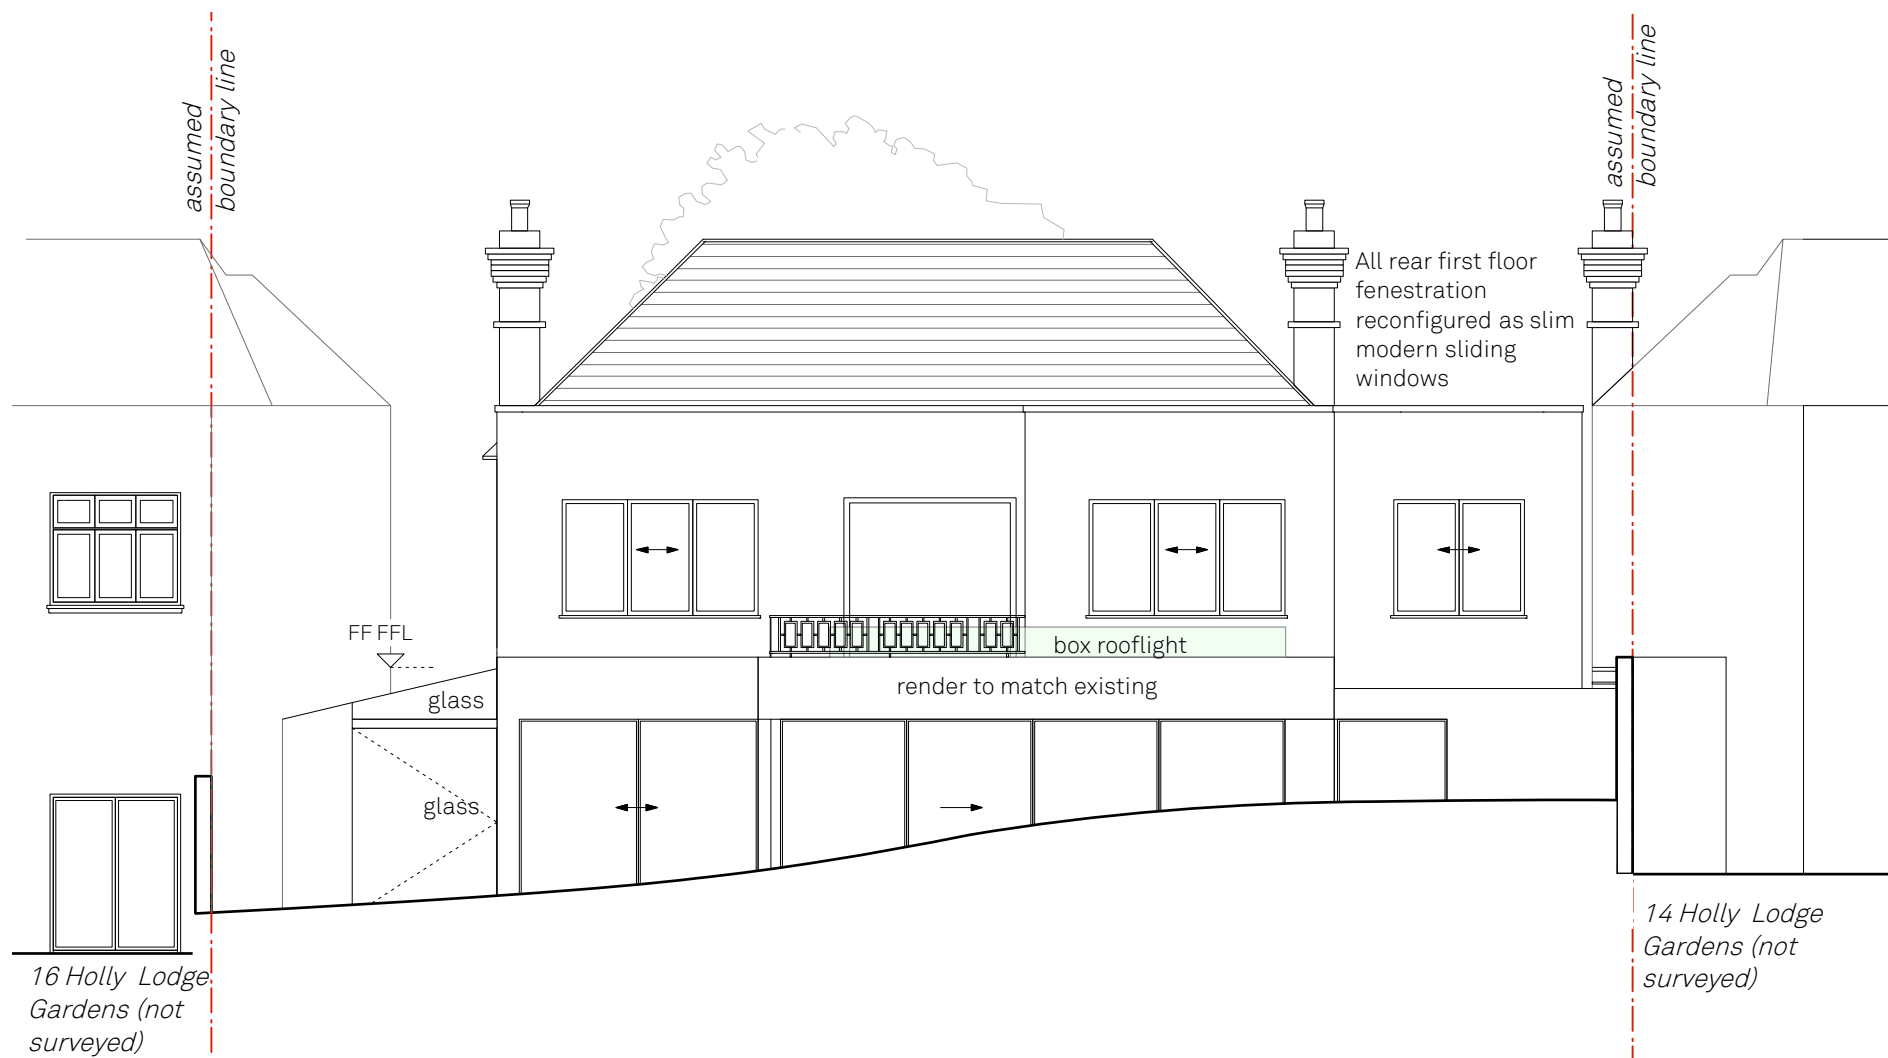 assumed
boundary line
assumed
boundary line
All rear first floor
fenestration
reconfigured as slim
modern sliding
windows
FF FFL
box rooflight
glass
render to match existing
glass
16 Holly Lodge
Gardens (not
surveyed)
14 Holly Lodge
Gardens (not
surveyed)